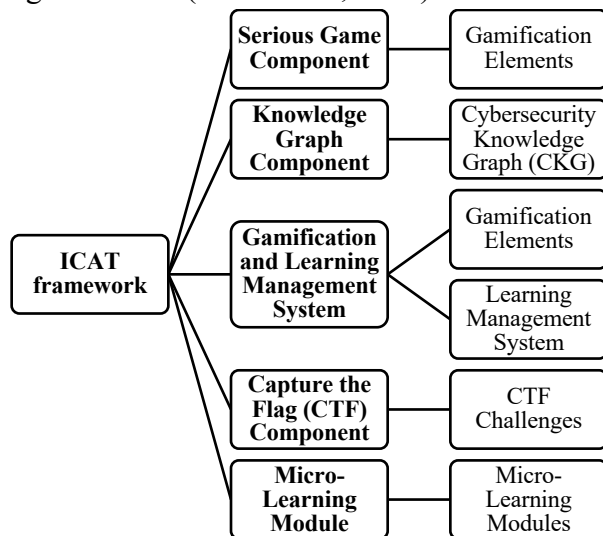 Serious Game
Component
Gamification
Elements
Knowledge
Graph
Component
Cybersecurity
Knowledge
Graph (CKG)
ICAT
framework
Gamification
and Learning
Management
System
Gamification
Elements
Learning
Management
System
Capture the
Flag (CTF)
Component
CTF
Challenges
Micro-
Learning
Module
Micro-
Learning
Modules